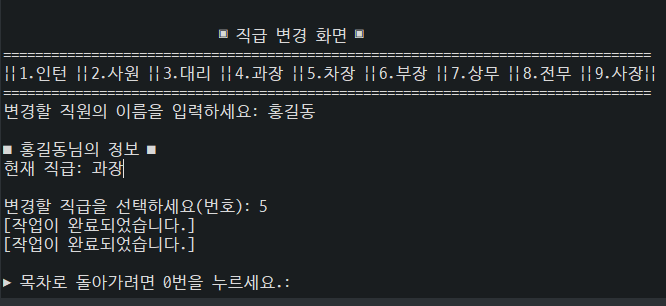 ▣ 직급 변경 화면 ▣
================================================================================
||1.인턴 ||2.사원 ||3.대리 ||4.과장 ||5.차장 ||6.부장 ||7.상무 ||8.전무 ||9.사장||
================================================================================
변경할 직원의 이름을 입력하세요: 홍길동
■ 홍길동님의 정보 ■
현재 직급: 과장
변경할 직급을 선택하세요(번호): 5
[작업이 완료되었습니다.]
[작업이 완료되었습니다.]
▶ 목차로 돌아가려면 0번을 누르세요.: